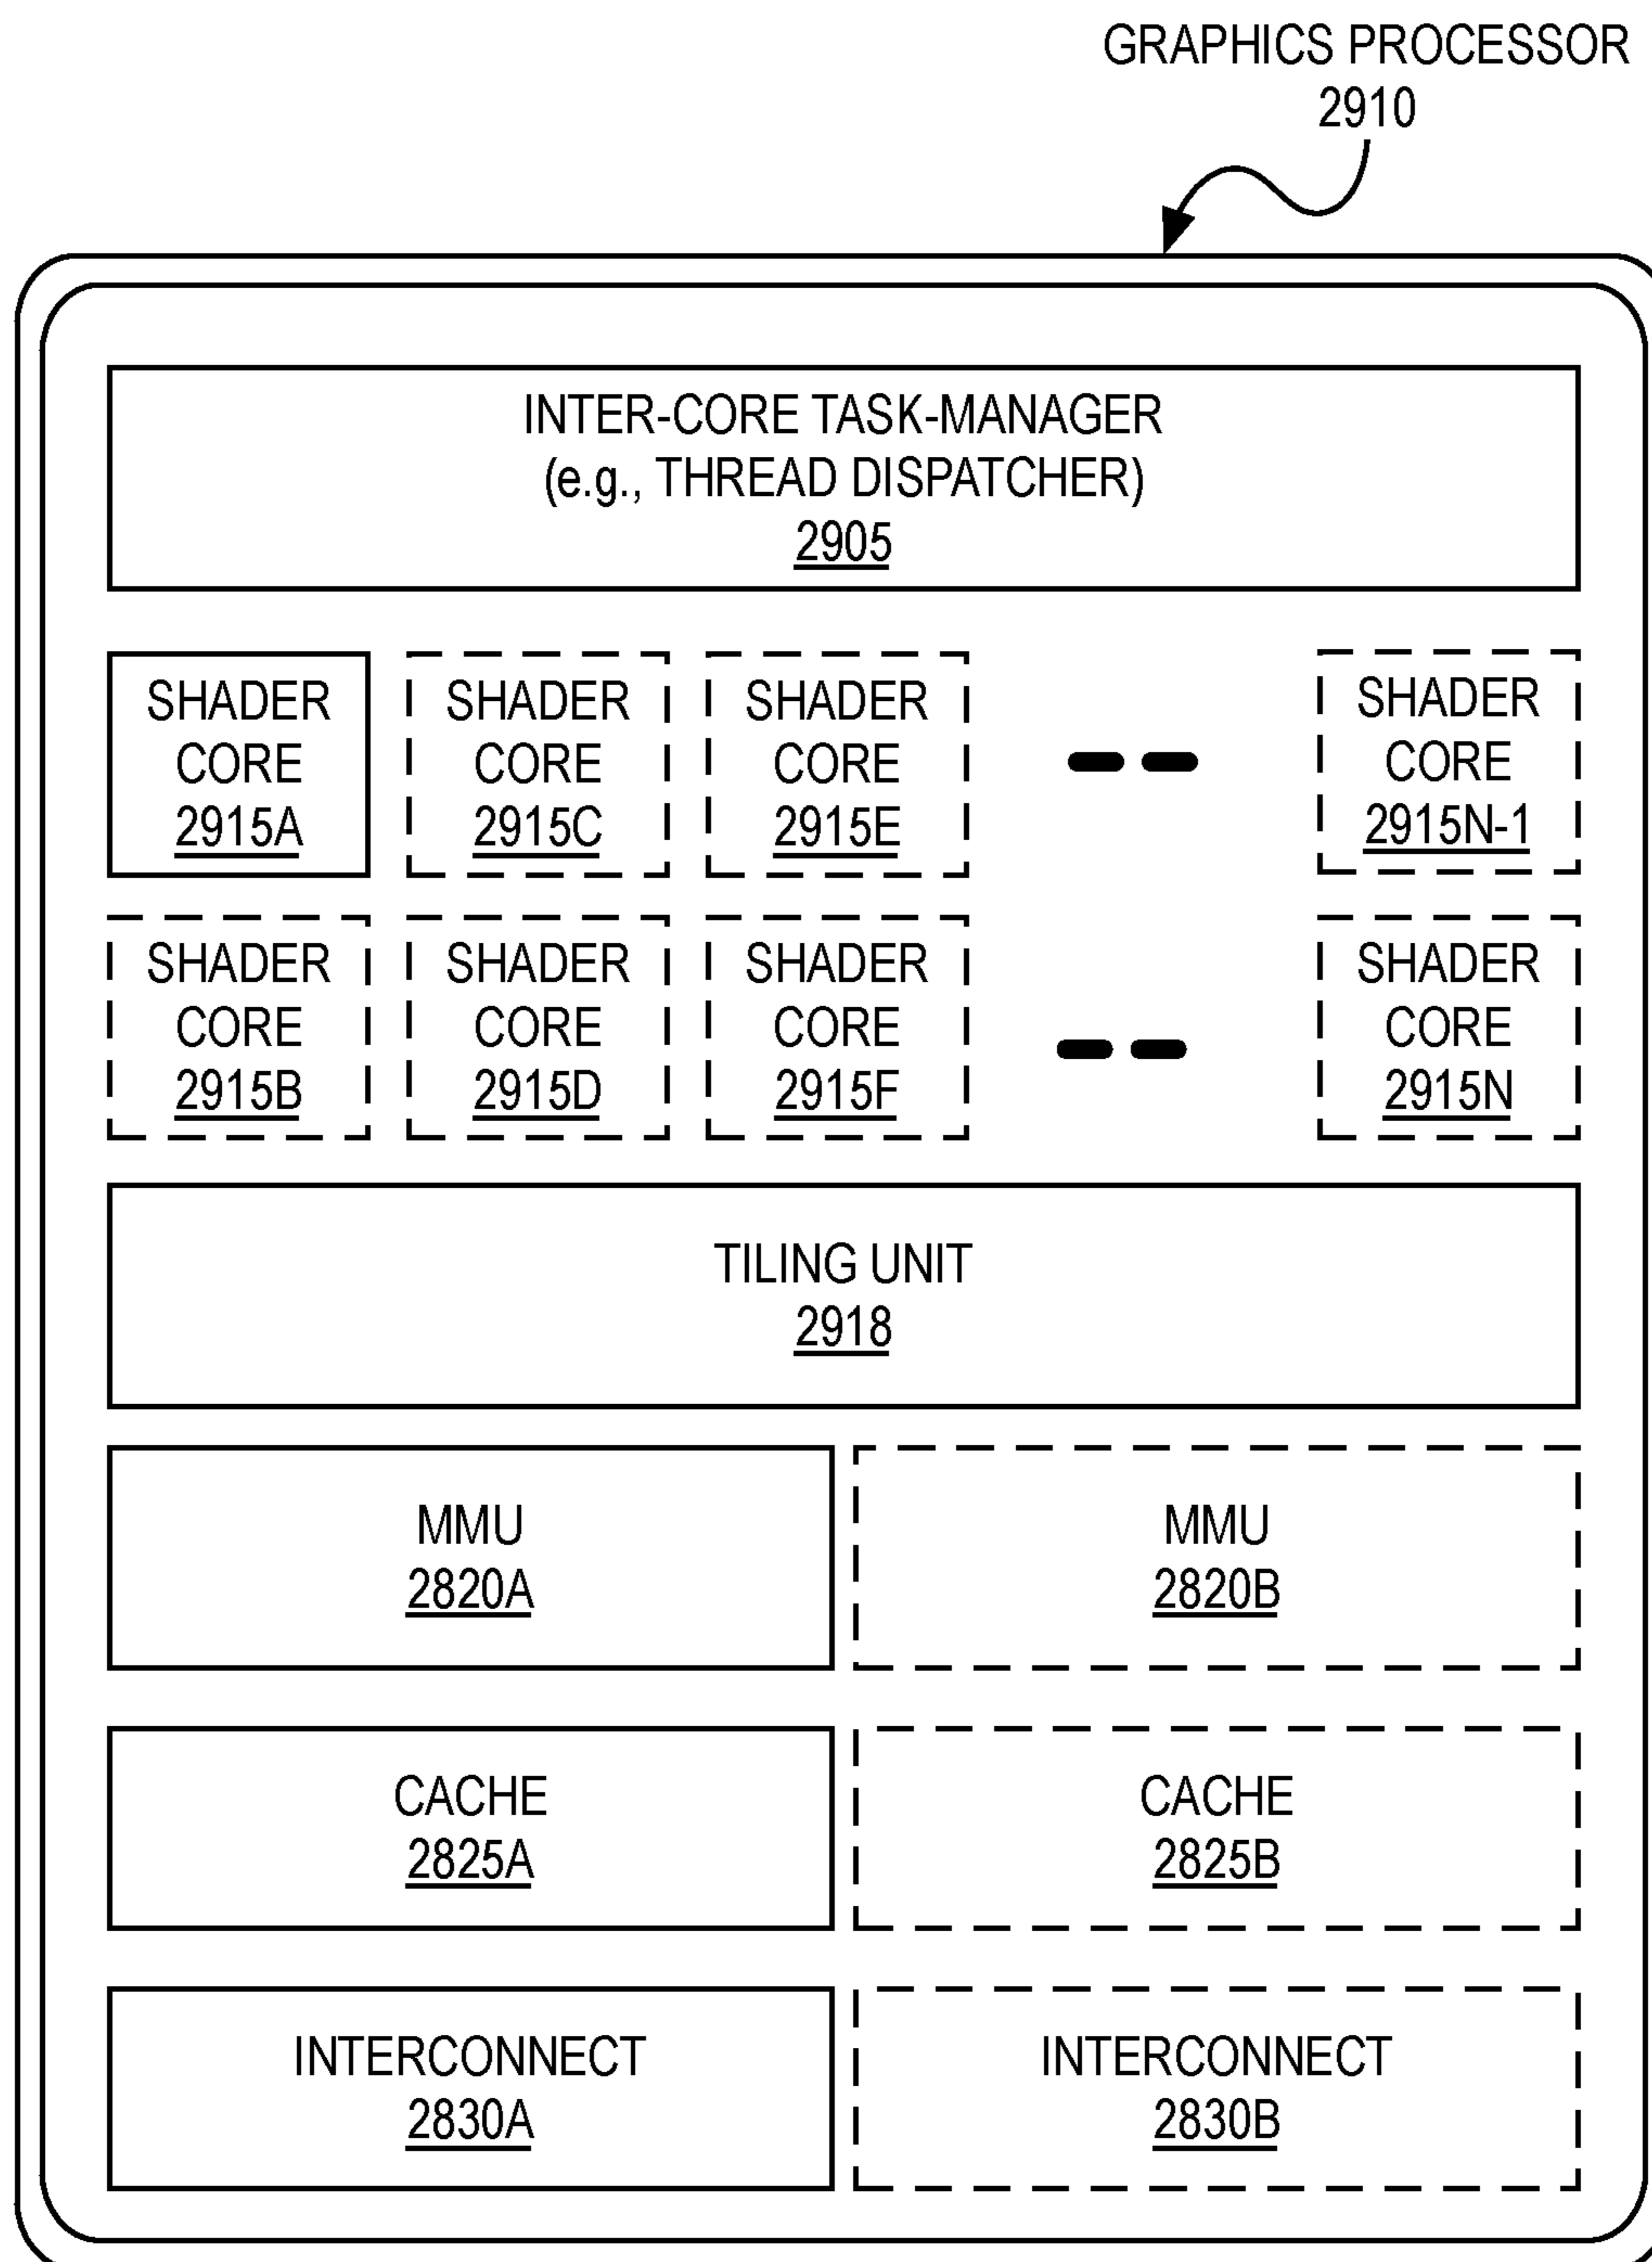 GRAPHICS PROCESSOR
2910
INTER-CORE TASK-MANAGER
(e.g., THREAD DISPATCHER)
2905
SHADER
CORE
2915A
SHADER
CORE
2915C
SHADER
CORE
2915E
SHADER
CORE
2915N-1
SHADER
CORE
2915B
SHADER
CORE
2915D
SHADER
CORE
2915F
SHADER
CORE
2915N
TILING UNIT
2918
MMU
2820A
MMU
2820B
CACHE
2825A
CACHE
2825B
INTERCONNECT
2830A
INTERCONNECT
2830B